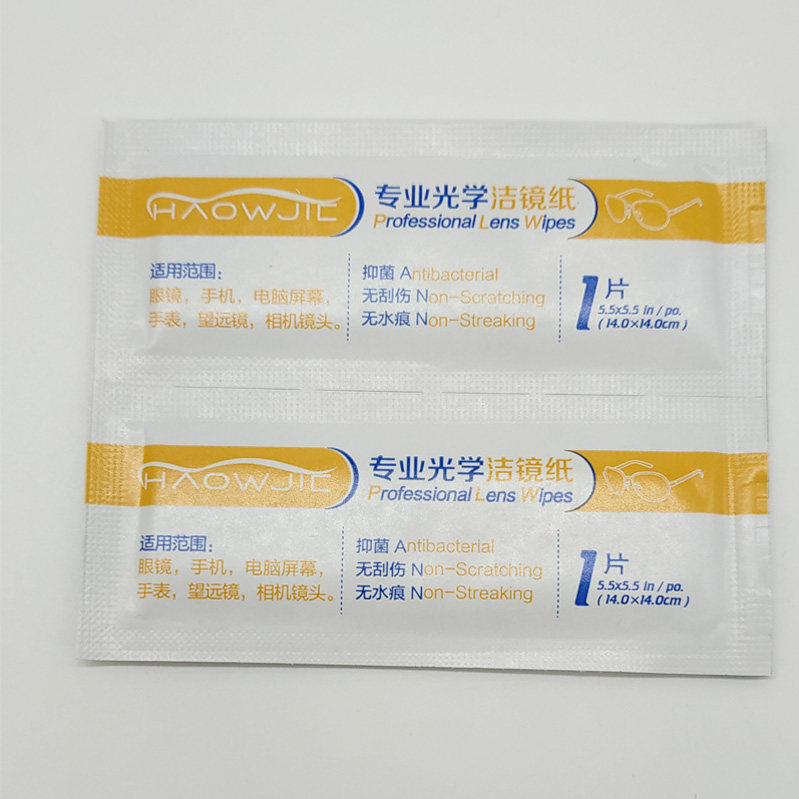 HAOWJIE
专业光学洁镜纸
Professional Lens Wipes
适用范围：
眼镜，手机，电脑屏幕，
手表，望远镜，相机镜头。
抑菌 Antibacterial
无刮伤 Non-Scratching
无水痕 Non-Streaking
1片
5.5x5.5 in / po.
(14.0×14.0cm)
HAOWJIE
专业光学洁镜纸
Professional Lens Wipes
适用范围：
眼镜，手机，电脑屏幕，
手表，望远镜，相机镜头。
抑菌 Antibacterial
无刮伤 Non-Scratching
无水痕 Non-Streaking
1片
5.5x5.5 in / po.
(14.0×14.0cm)